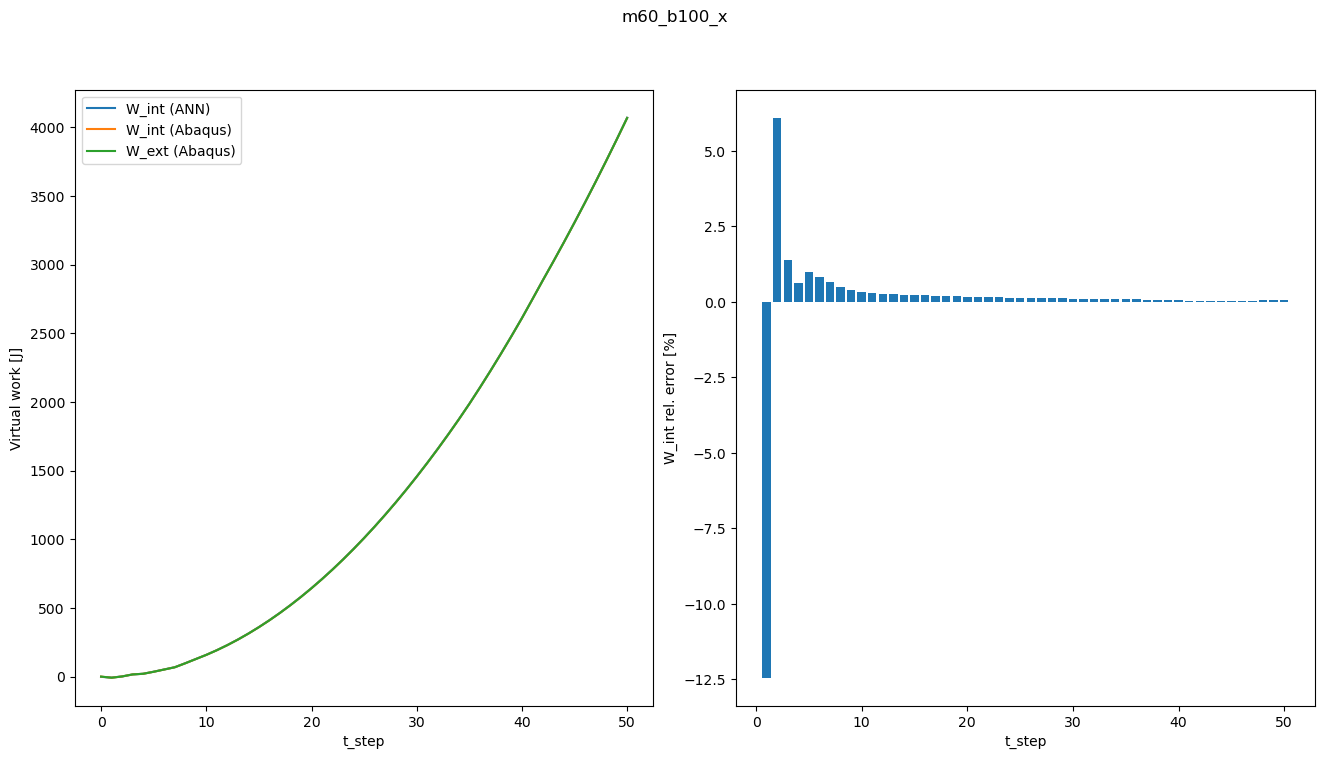 m60_b100_x
W_int (ANN)
W_int (Abaqus)
W_ext (Abaqus)
Virtual work [J]
4000
3500
3000
2500
2000
1500
1000
500
0
0 10 20 30 40 50
t_step
W_int rel. error [%]
5.0
2.5
0.0
−2.5
−5.0
−7.5
−10.0
−12.5
0 10 20 30 40 50
t_step